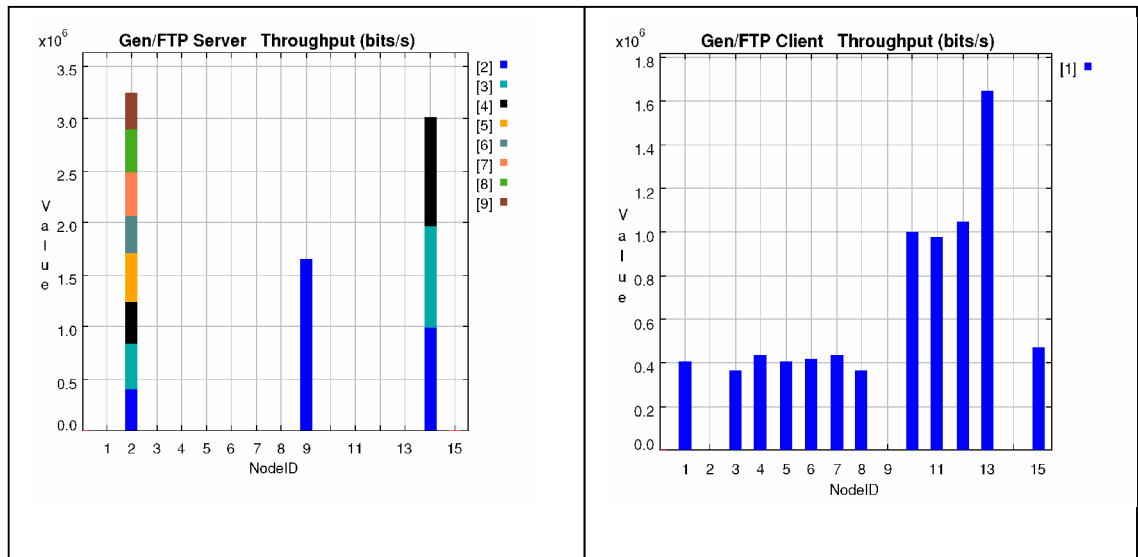 Gen/FTP Server Throughput (bits/s)
x10⁶
3.5
3.0
2.5
2.0
1.5
1.0
0.5
0.0
Value
1 2 3 4 5 6 7 8 9 11 13 15
NodeID
[2]
[3]
[4]
[5]
[6]
[7]
[8]
[9]
Gen/FTP Client Throughput (bits/s)
x10⁶
1.8
1.6
1.4
1.2
1.0
0.8
0.6
0.4
0.2
0.0
Value
1 2 3 4 5 6 7 8 9 11 13 15
NodeID
[1]